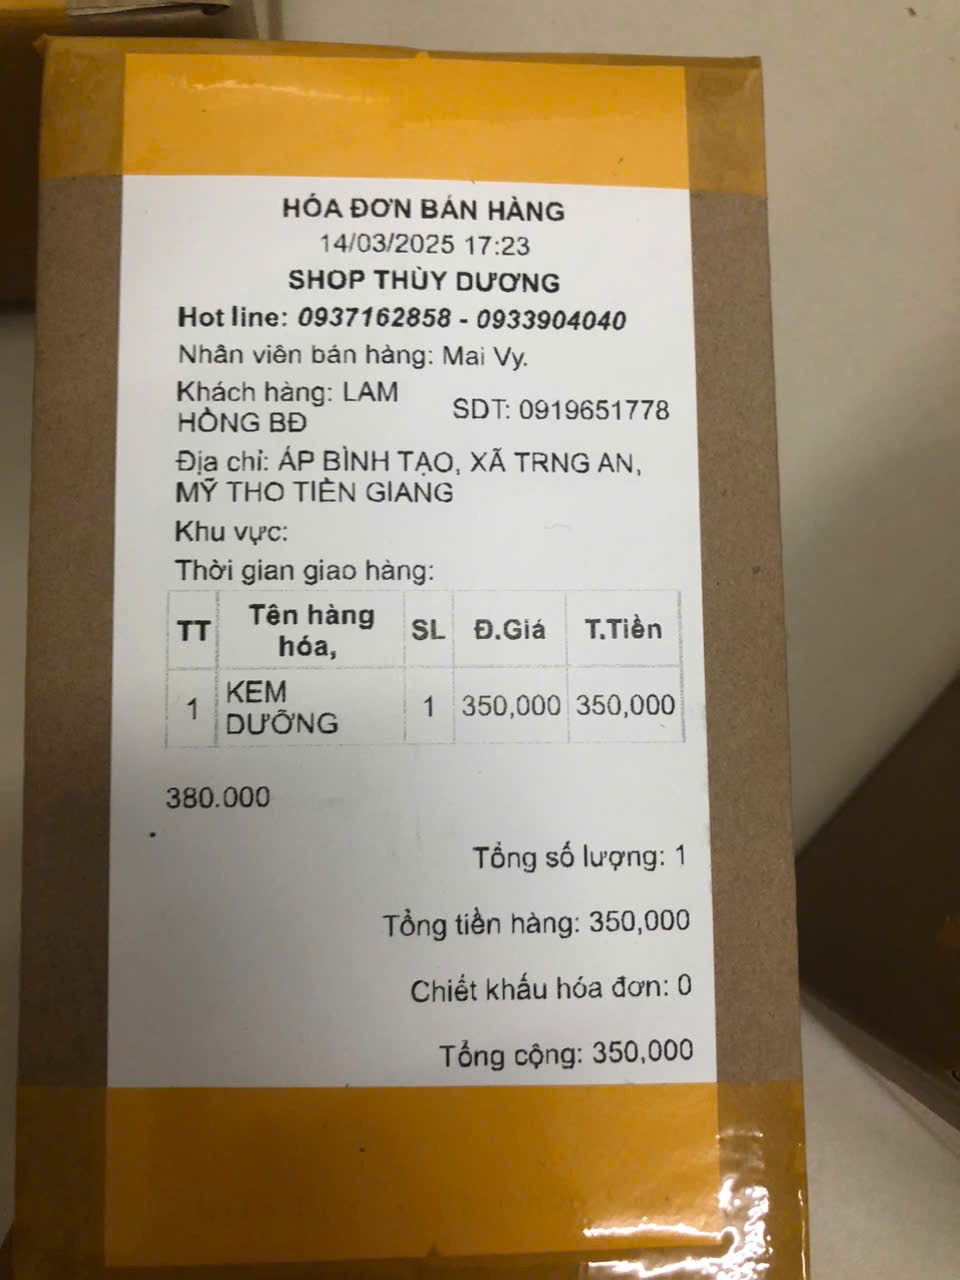 HÓA ĐƠN BÁN HÀNG
14/03/2025 17:23
SHOP THÙY DƯƠNG
Hot line: 0937162858 - 0933904040
Nhân viên bán hàng: Mai Vy.
Khách hàng: LAM HỒNG BĐ SDT: 0919651778
Địa chỉ: ÁP BÌNH TẠO, XÃ TRNG AN,
MỸ THO TIỀN GIANG
Khu vực:
Thời gian giao hàng:
TT Tên hàng hóa, SL Đ.Giá T.Tiền
1 KEM DƯỠNG 1 350,000 350,000
380.000
Tổng số lượng: 1
Tổng tiền hàng: 350,000
Chiết khấu hóa đơn: 0
Tổng cộng: 350,000